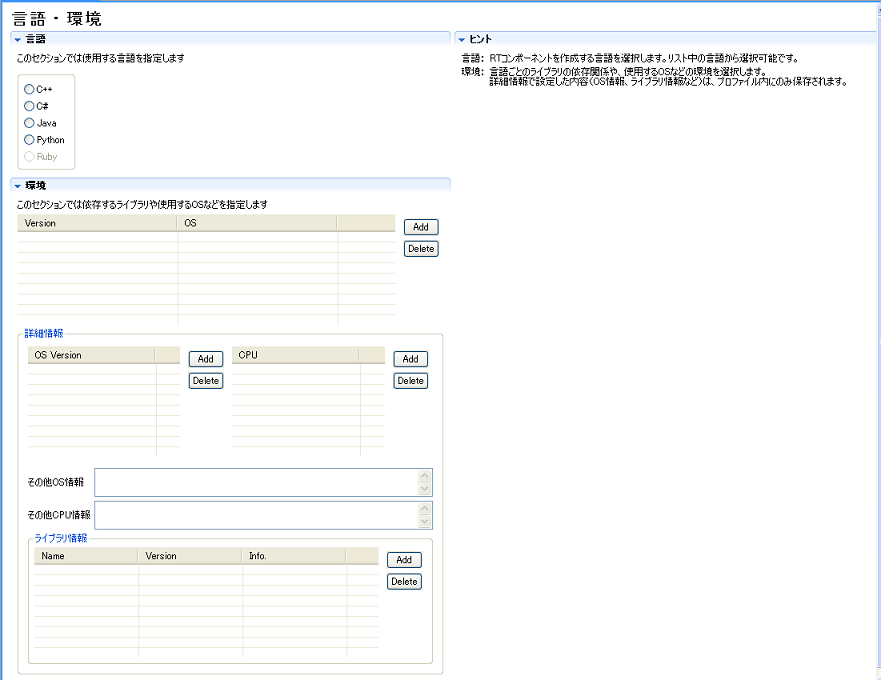 言語・環境
言語
このセクションでは使用する言語を指定します
C++
C#
Java
Python
Ruby
環境
このセクションでは依存するライブラリや使用するOSなどを指定します
Version OS
Add
Delete
詳細情報
OS Version
Add
Delete
CPU
Add
Delete
その他OS情報
その他CPU情報
ライブラリ情報
Name Version Info.
Add
Delete
ヒント
言語: RTコンポーネントを作成する言語を選択します。リスト中の言語から選択可能です。
環境: 言語ごとのライブラリの依存関係や、使用するOSなどの環境を選択します。
詳細情報で設定した内容(OS情報、ライブラリ情報など)は、プロファイル内にのみ保存されます。